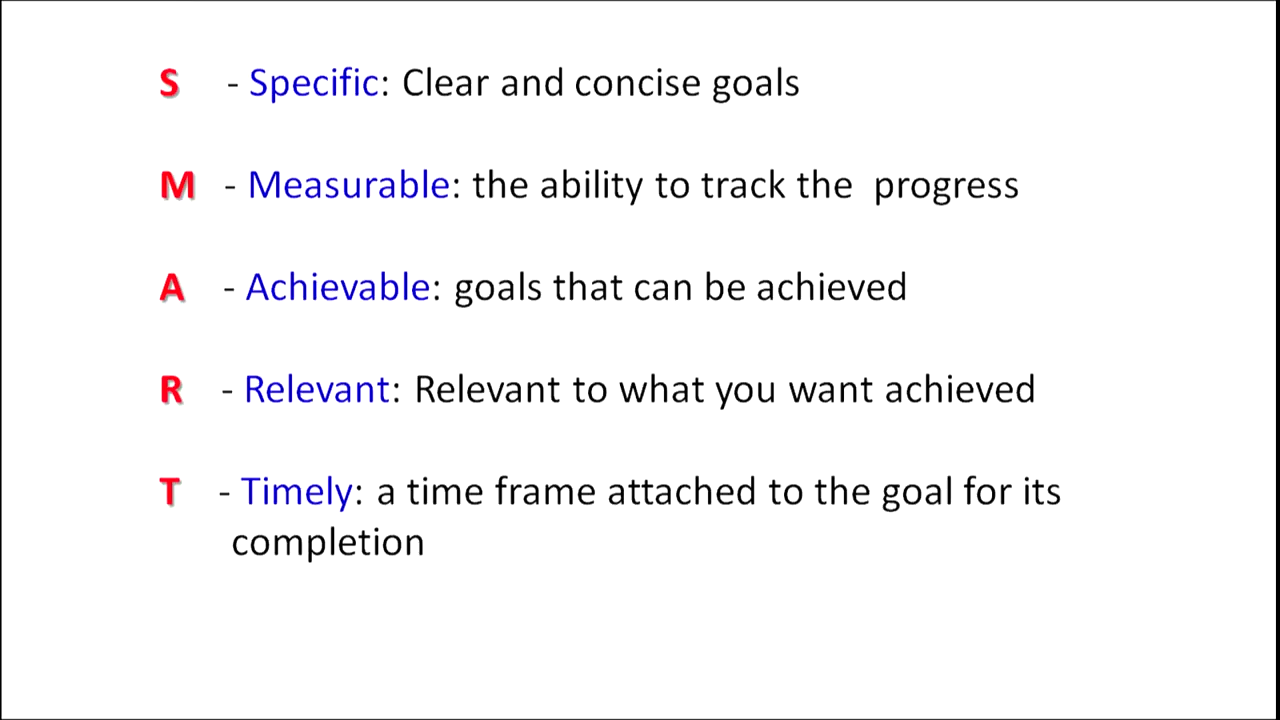 S - Specific: Clear and concise goals
M - Measurable: the ability to track the progress
A - Achievable: goals that can be achieved
R - Relevant: Relevant to what you want achieved
T - Timely: a time frame attached to the goal for its
completion